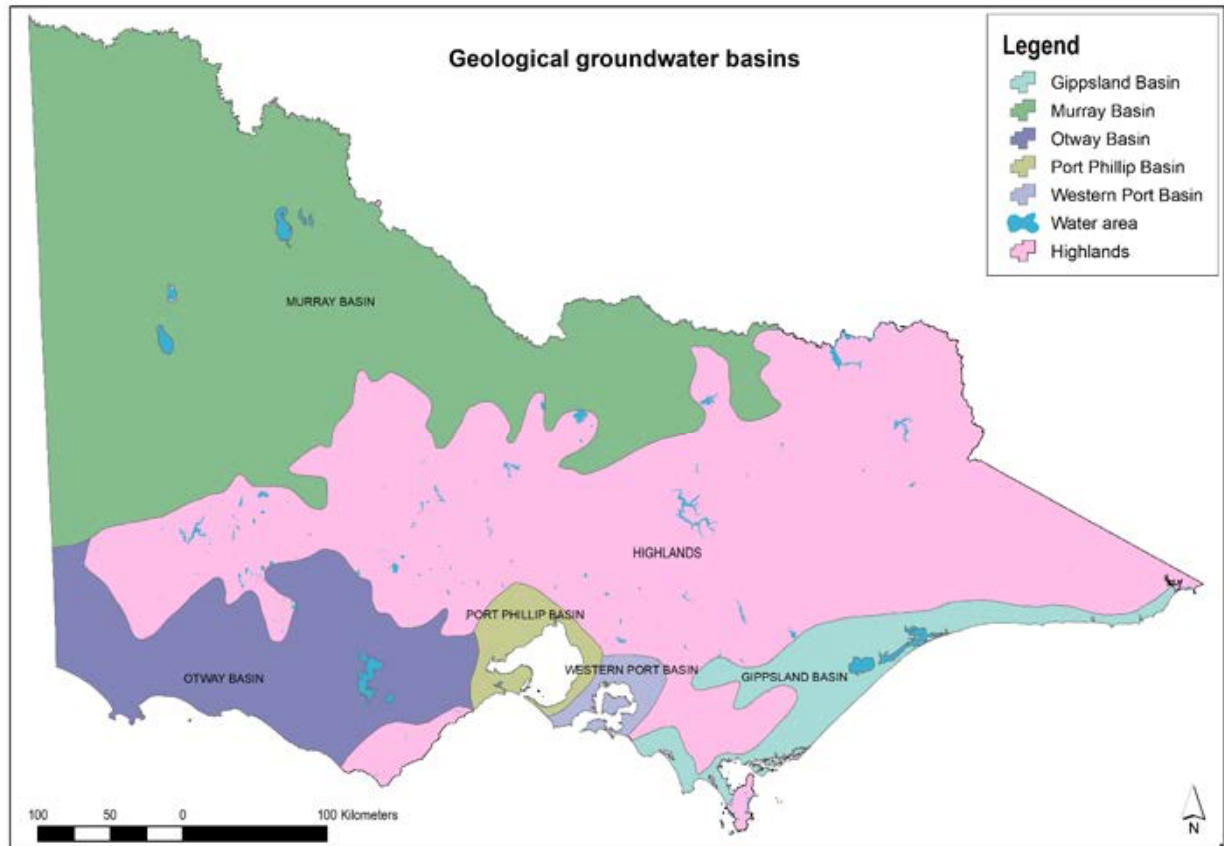 Geological groundwater basins
Legend
Gippsland Basin
Murray Basin
Otway Basin
Port Phillip Basin
Western Port Basin
Water area
Highlands
MURRAY BASIN
HIGHLANDS
PORT PHILLIP BASIN
WESTERN PORT BASIN
OTWAY BASIN
GIPPSLAND BASIN
100 50 0 100 Kilometers
N